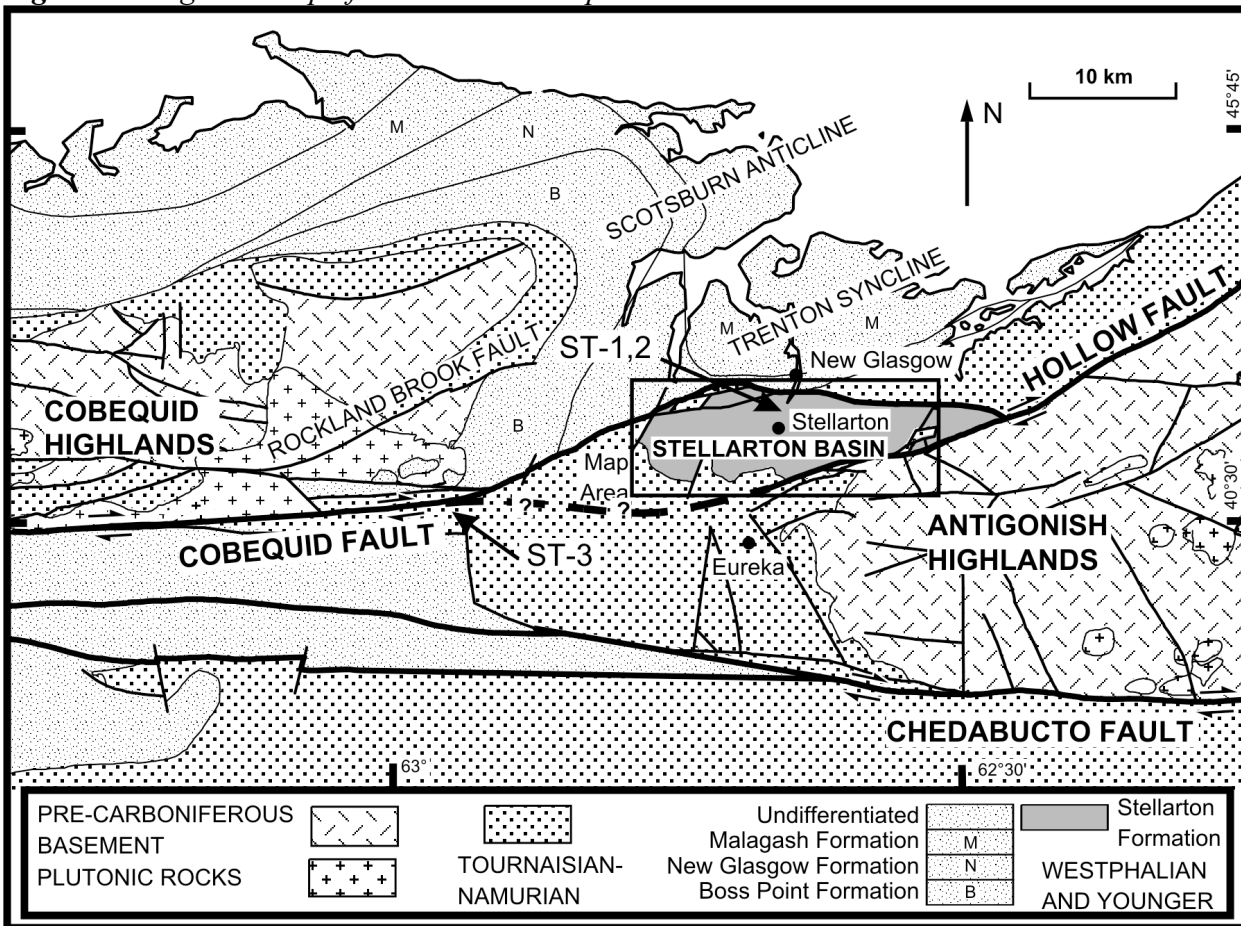 10 km
45°45'
N
M
N
B
SCOTSBURN ANTICLINE
TRENTON SYNCLINE
M
M
HOLLOW FAULT
ST-1,2
New Glasgow
ROCKLAND BROOK FAULT
COBEQUID
HIGHLANDS
B
Stellarton
STELLARTON BASIN
Map
Area
?
?
40°30'
COBEQUID FAULT
ST-3
Eureka
ANTIGONISH
HIGHLANDS
CHEDABUCTO FAULT
63°
62°30'
PRE-CARBONIFEROUS
BASEMENT
PLUTONIC ROCKS
TOURNAISIAN-
NAMURIAN
Undifferentiated
Malagash Formation M
New Glasgow Formation N
Boss Point Formation B
Stellarton
Formation
WESTPHALIAN
AND YOUNGER